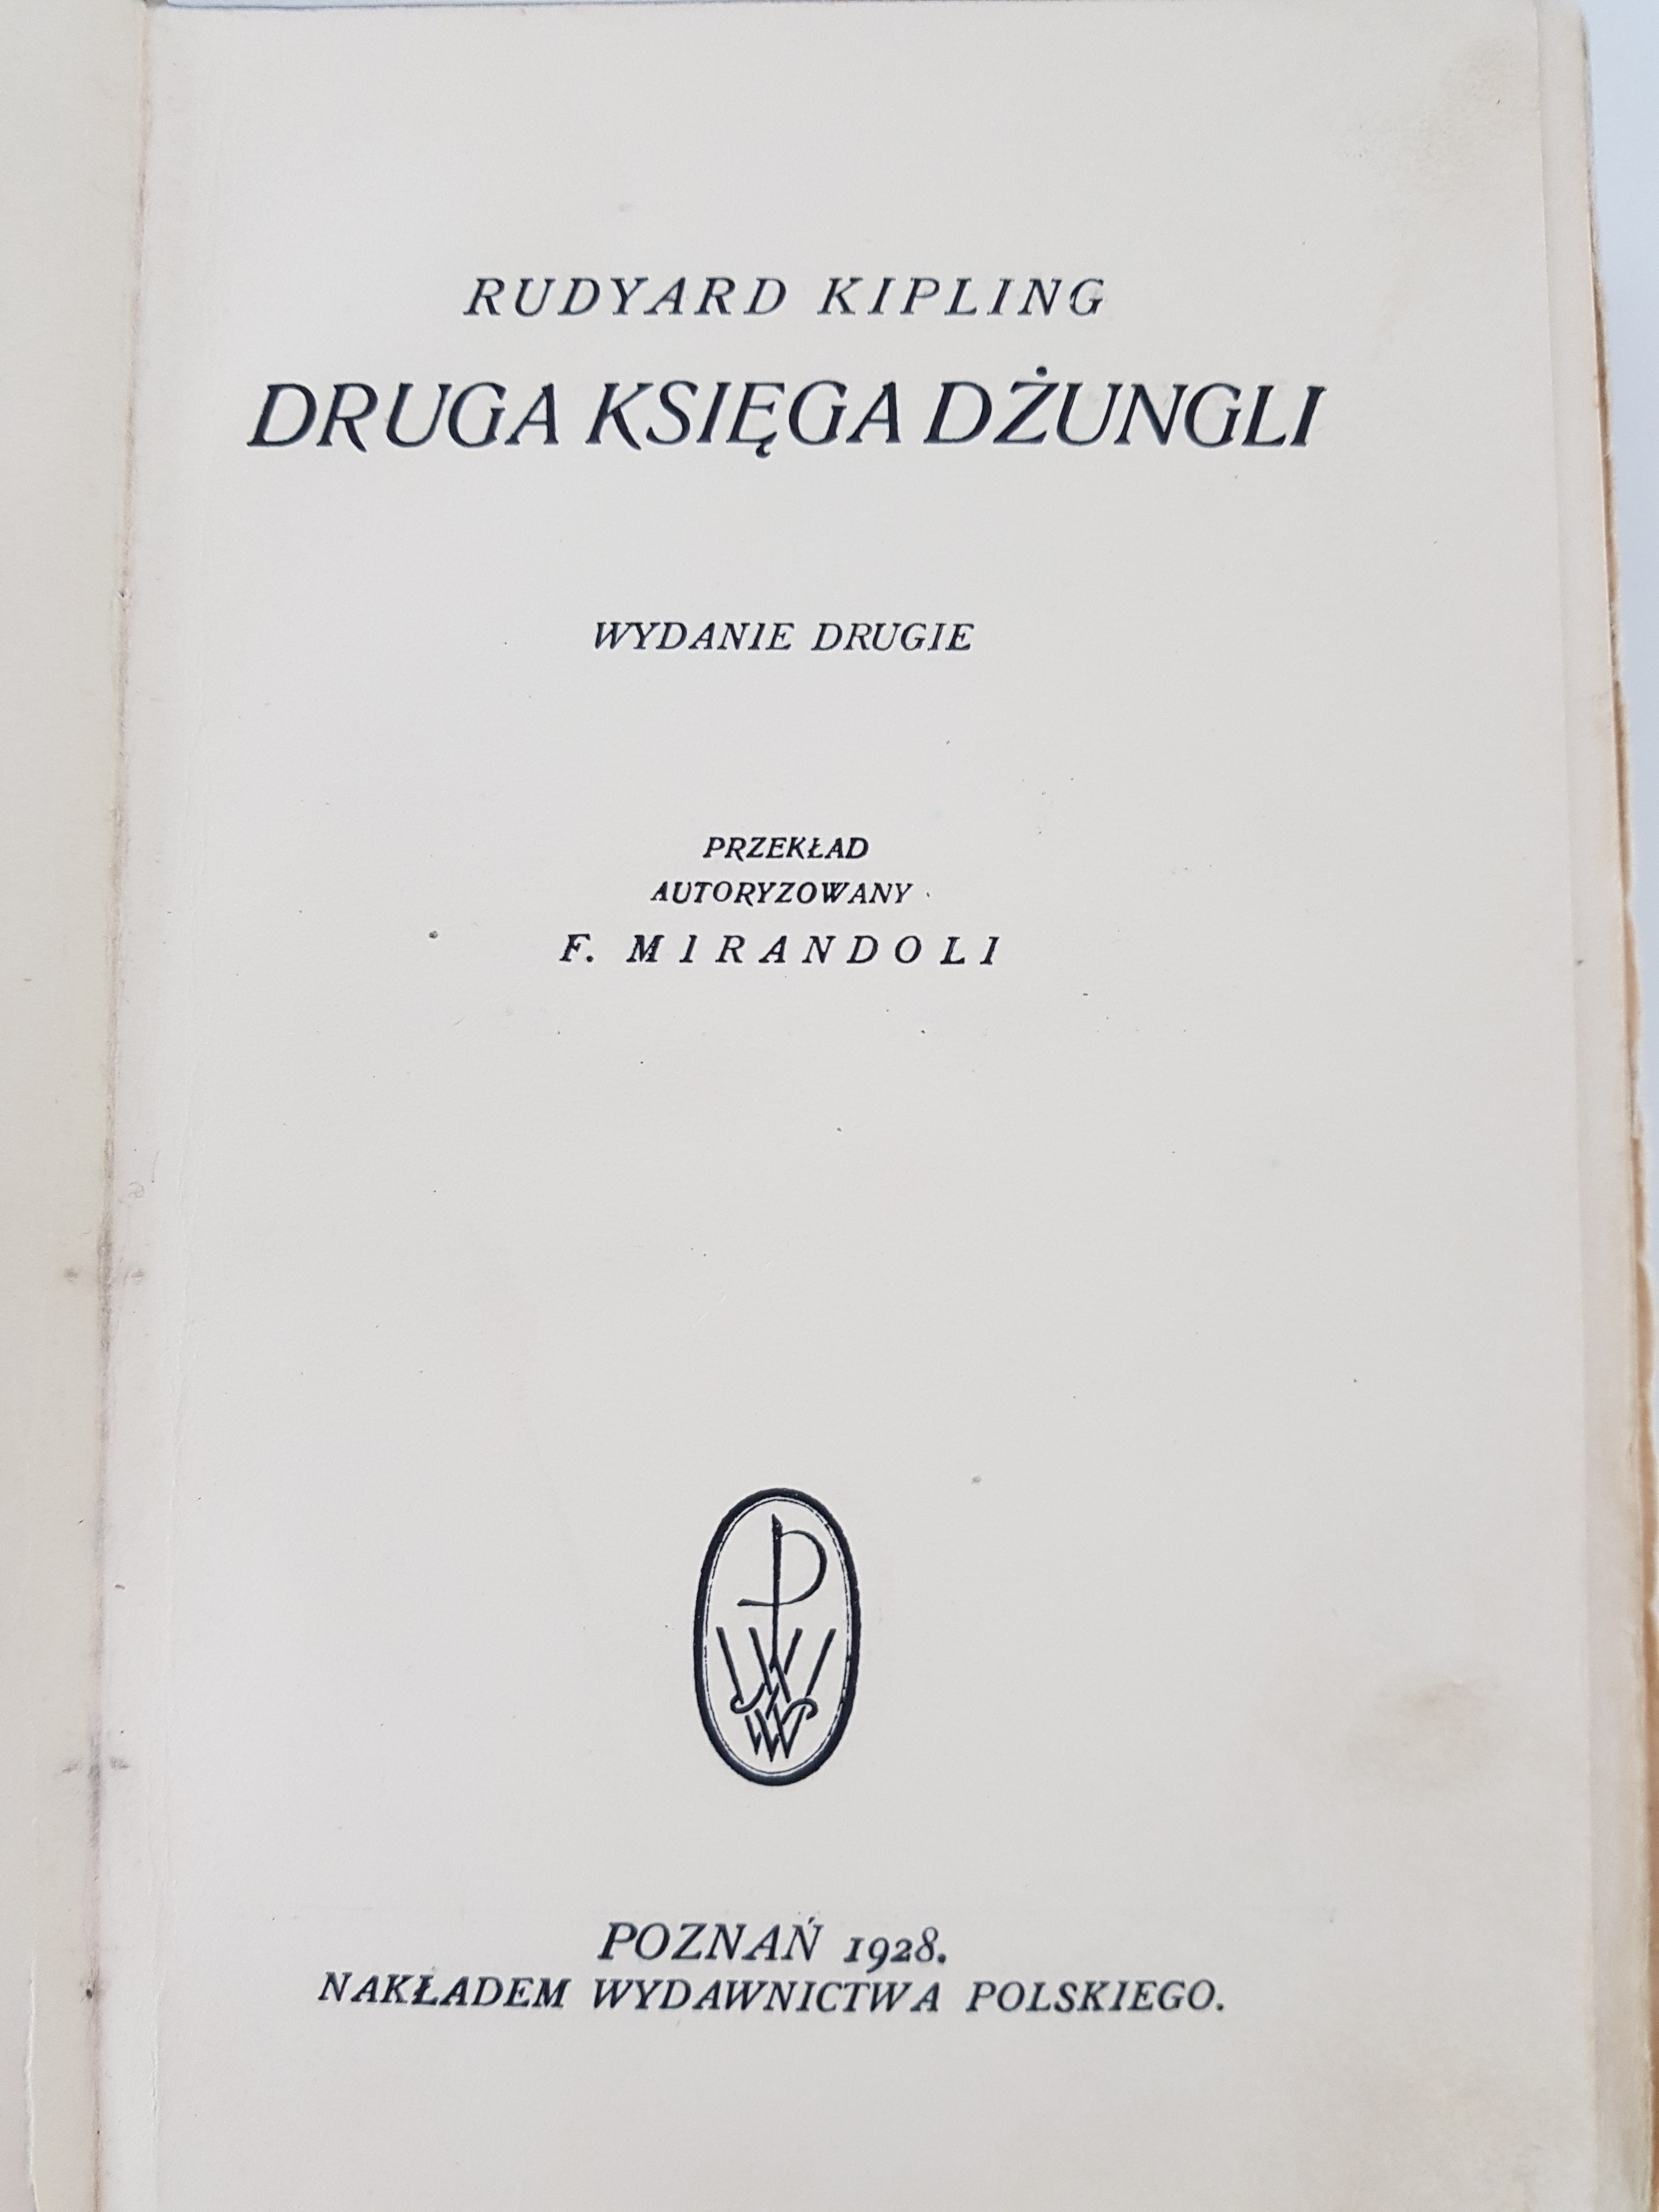 RUDYARD KIPLING
DRUGA KSIĘGA DŻUNGLI
WYDANIE DRUGIE
PRZEKŁAD
AUTORYZOWANY
F. MIRANDOLI
POZNAŃ 1928.
NAKŁADEM WYDAWNICTWA POLSKIEGO.